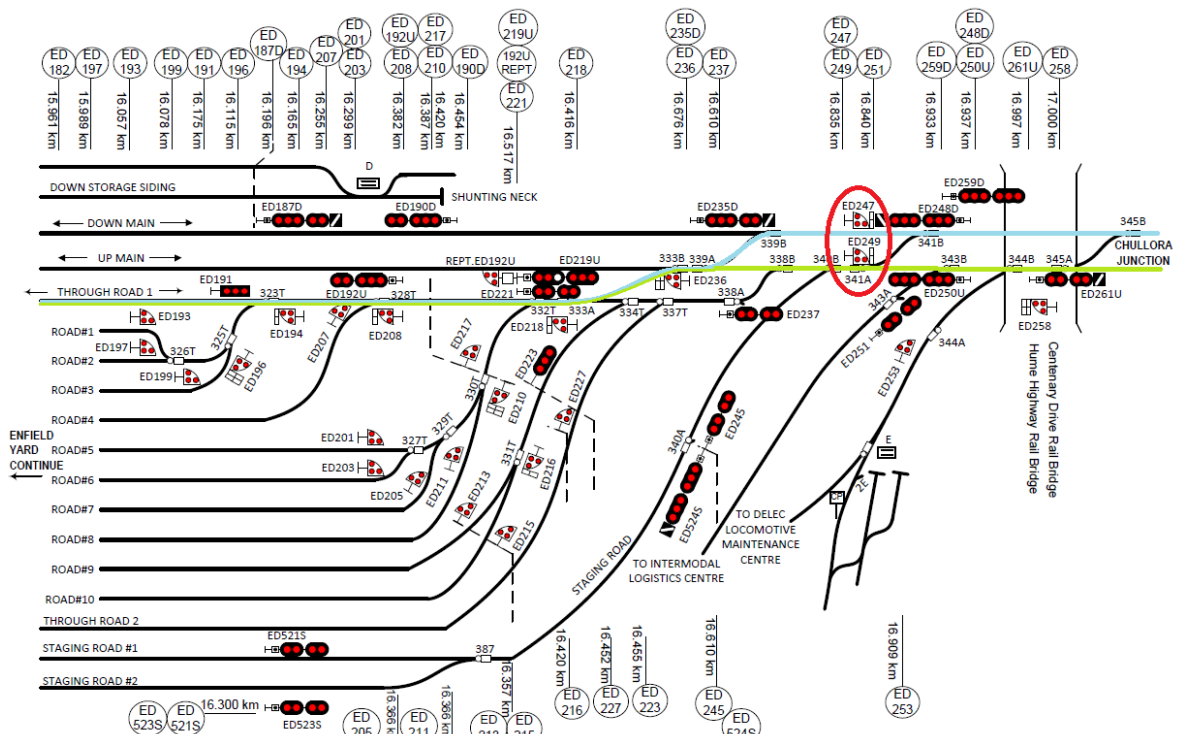 ED 182
ED 197
ED 193
ED 199
ED 191
ED 196
ED 187D
ED 194
ED 207
ED 201
ED 203
ED 192U
ED 208
ED 217
ED 210
ED 190D
ED 219U
192U REPT
ED 221
ED 218
ED 235D
ED 236
ED 237
ED 247
ED 249
ED 251
ED 259D
ED 248D
ED 250U
ED 261U
ED 258
15.961 km
15.989 km
16.057 km
16.078 km
16.175 km
16.115 km
16.196 km
16.165 km
16.255 km
16.299 km
16.382 km
16.387 km
16.420 km
16.454 km
16.517 km
16.416 km
16.676 km
16.610 km
16.835 km
16.840 km
16.933 km
16.937 km
16.997 km
17.000 km
D
DOWN STORAGE SIDING
SHUNTING NECK
ED187D
ED190D
ED235D
ED247
ED248D
ED259D
DOWN MAIN
339B
341B
345B
CHULLORA
JUNCTION
ED249
UP MAIN
REPT.ED192U
ED219U
333B
339A
338B
341A
343B
344B
345A
THROUGH ROAD 1
ED191
323T
ED192U
328T
ED221
332T
333A
ED236
334T
337T
338A
343A
ED250U
ED261U
ED193
ED194
ED207
ED208
ED218
ED237
ED251
ED258
ROAD#1
ED197
326T
325T
ED196
ED217
ED223
ED253
344A
ROAD#2
ED199
ROAD#3
330T
ED210
ED227
ROAD#4
ENFIELD
YARD
CONTINUE
ED201
327T
329T
ROAD#5
ED203
ED205
ED211
331T
ED216
340A
ED245
E
ROAD#6
ED213
ED215
ED524S
2E
CP
ROAD#7
ROAD#8
ROAD#9
ROAD#10
THROUGH ROAD 2
STAGING ROAD
TO INTERMODAL
LOGISTICS CENTRE
TO DELEC
LOCOMOTIVE
MAINTENANCE
CENTRE
Hume Highway Rail Bridge
Centenary Drive Rail Bridge
ED521S
387
STAGING ROAD #1
STAGING ROAD #2
16.300 km
ED523S
ED 523S
ED 521S
16.366 km
16.366 km
16.357 km
16.420 km
16.452 km
16.455 km
16.610 km
16.909 km
ED 205
ED 211
ED 216
ED 227
ED 223
ED 245
ED 524S
ED 253